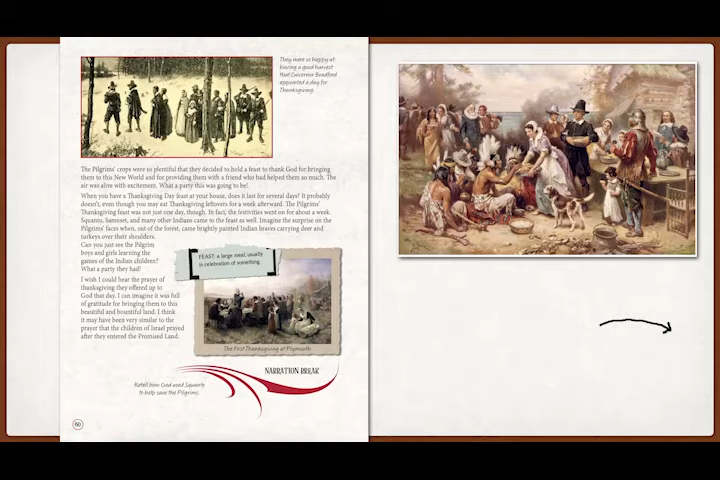 They were so happy at
having a good harvest
that Governor Bradford
appointed a day for
Thanksgiving.
The Pilgrims' crops were so plentiful that they decided to hold a feast to thank God for bringing
them to this New World and for providing them with a friend who had helped them so much. The
air was alive with excitement. What a party this was going to be!
When you have a Thanksgiving Day feast at your house, does it last for several days? It probably
doesn't, even though you may eat Thanksgiving leftovers for a week afterward. The Pilgrims'
Thanksgiving feast was not just one day, though. In fact, the festivities went on for about a week.
Squanto, Samoset, and many other Indians came to the feast as well. Imagine the surprise on the
Pilgrims' faces when, out of the forest, came brightly painted Indian braves carrying deer and
turkeys over their shoulders.
Can you just see the Pilgrim
boys and girls learning the
games of the Indian children?
What a party they had!
FEAST: a large meal, usually
in celebration of something.
I wish I could hear the prayer of
thanksgiving they offered up to
God that day. I can imagine it was full
of gratitude for bringing them to this
beautiful and bountiful land. I think
it may have been very similar to the
prayer that the children of Israel prayed
after they entered the Promised Land.
The First Thanksgiving at Plymouth
NARRATION BREAK
Retell how God used Squanto
to help save the Pilgrims.
60